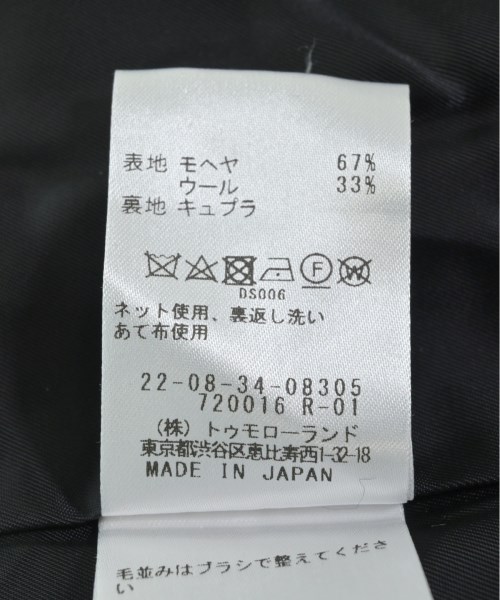 表地 モヘヤ 67%
ウール 33%
裏地 キュプラ
F W
DS006
ネット使用、裏返し洗い
あて布使用
22-08-34-08305
720016 R-01
(株) トゥモローランド
東京都渋谷区恵比寿西1-32-18
MADE IN JAPAN
毛並みはブラシで整えてくださ
い